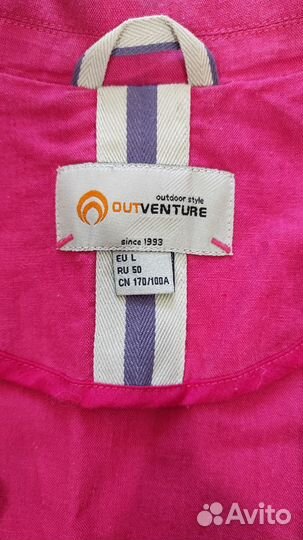 outdoor style
OUTVENTURE
since 1993
EU L
RU 50
CN 170/100A
Avito